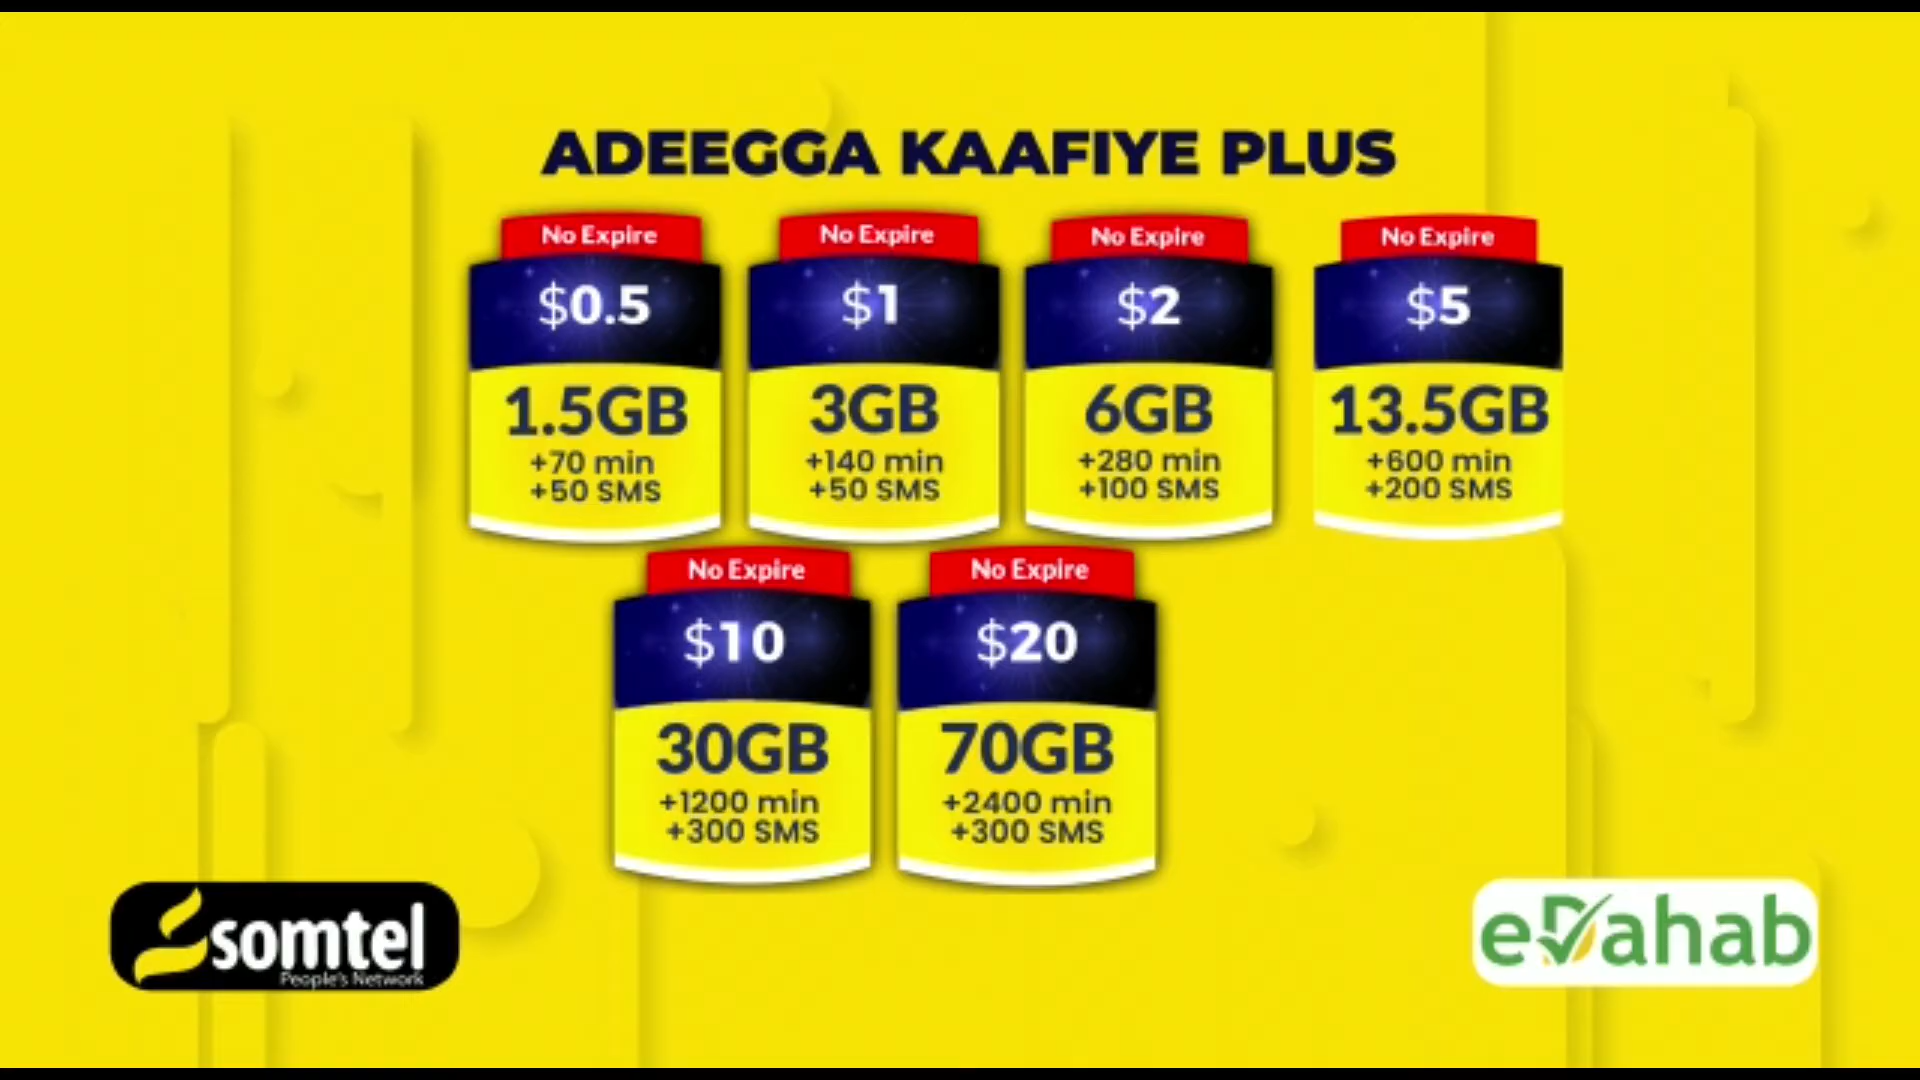 ADEEGGA KAAFIYE PLUS
No Expire
$0.5
1.5GB
+70 min
+50 SMS
No Expire
$1
3GB
+140 min
+50 SMS
No Expire
$2
6GB
+280 min
+100 SMS
No Expire
$5
13.5GB
+600 min
+200 SMS
No Expire
$10
30GB
+1200 min
+300 SMS
No Expire
$20
70GB
+2400 min
+300 SMS
somtel
People's Network
eDahab